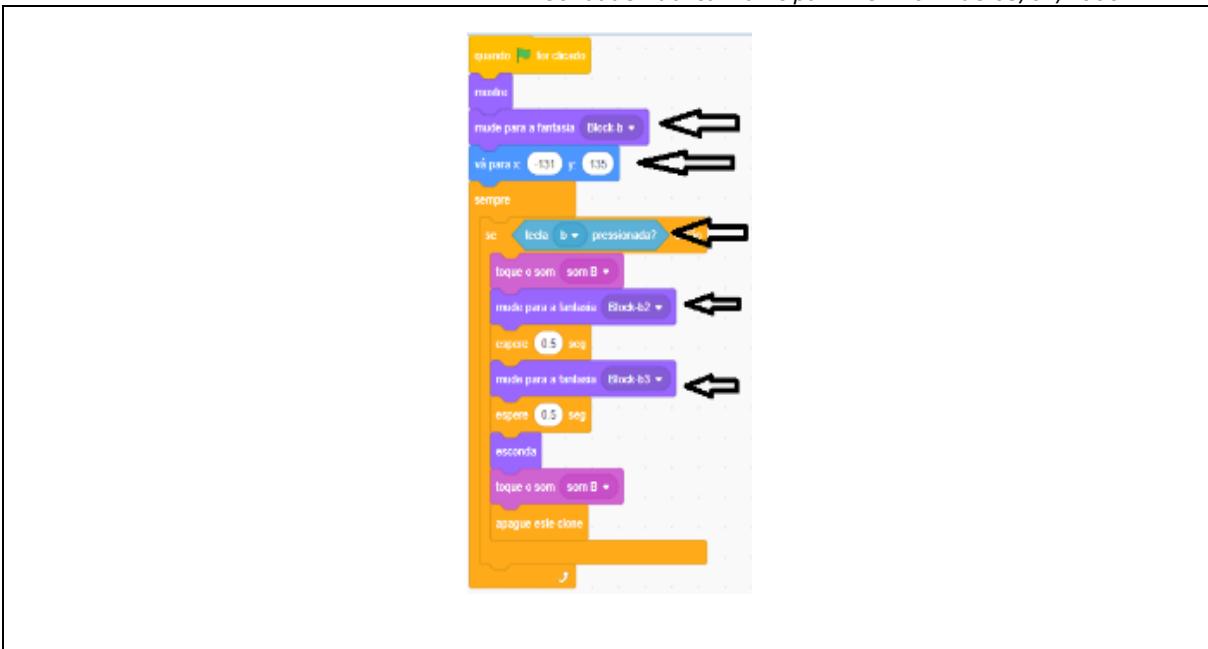 quando for clicado
mostre
mude para a fantasia Block-b
vá para x: -131 y: 135
sempre
se tecla b pressionada?
toque o som som B
mude para a fantasia Block-b2
espere 0.5 seg
mude para a fantasia Block-b3
espere 0.5 seg
esconda
toque o som som B
apague este clone